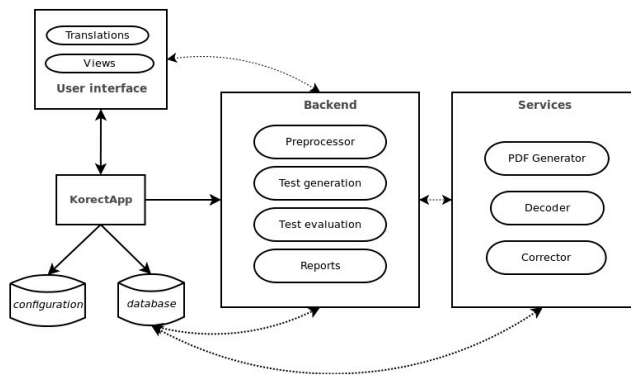 Translations
Views
User interface
KorectApp
configuration
database
Backend
Preprocessor
Test generation
Test evaluation
Reports
Services
PDF Generator
Decoder
Corrector